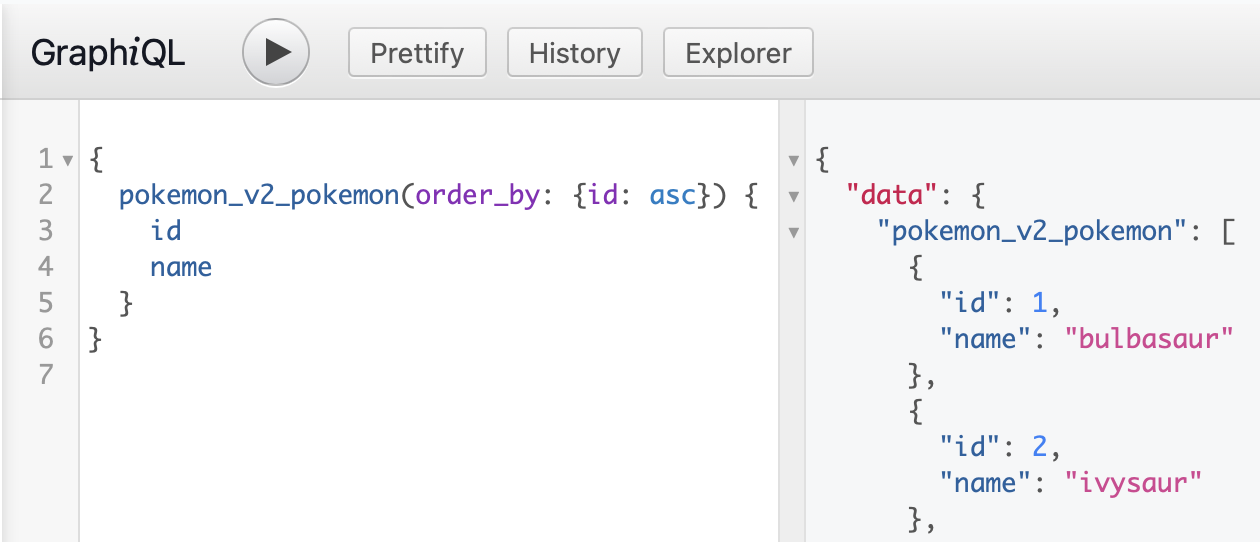 GraphiQL Prettify History Explorer
1 {
2 pokemon_v2_pokemon(order_by: {id: asc}) {
3 id
4 name
5 }
6 }
7
{
"data": {
"pokemon_v2_pokemon": [
{
"id": 1,
"name": "bulbasaur"
},
{
"id": 2,
"name": "ivysaur"
},